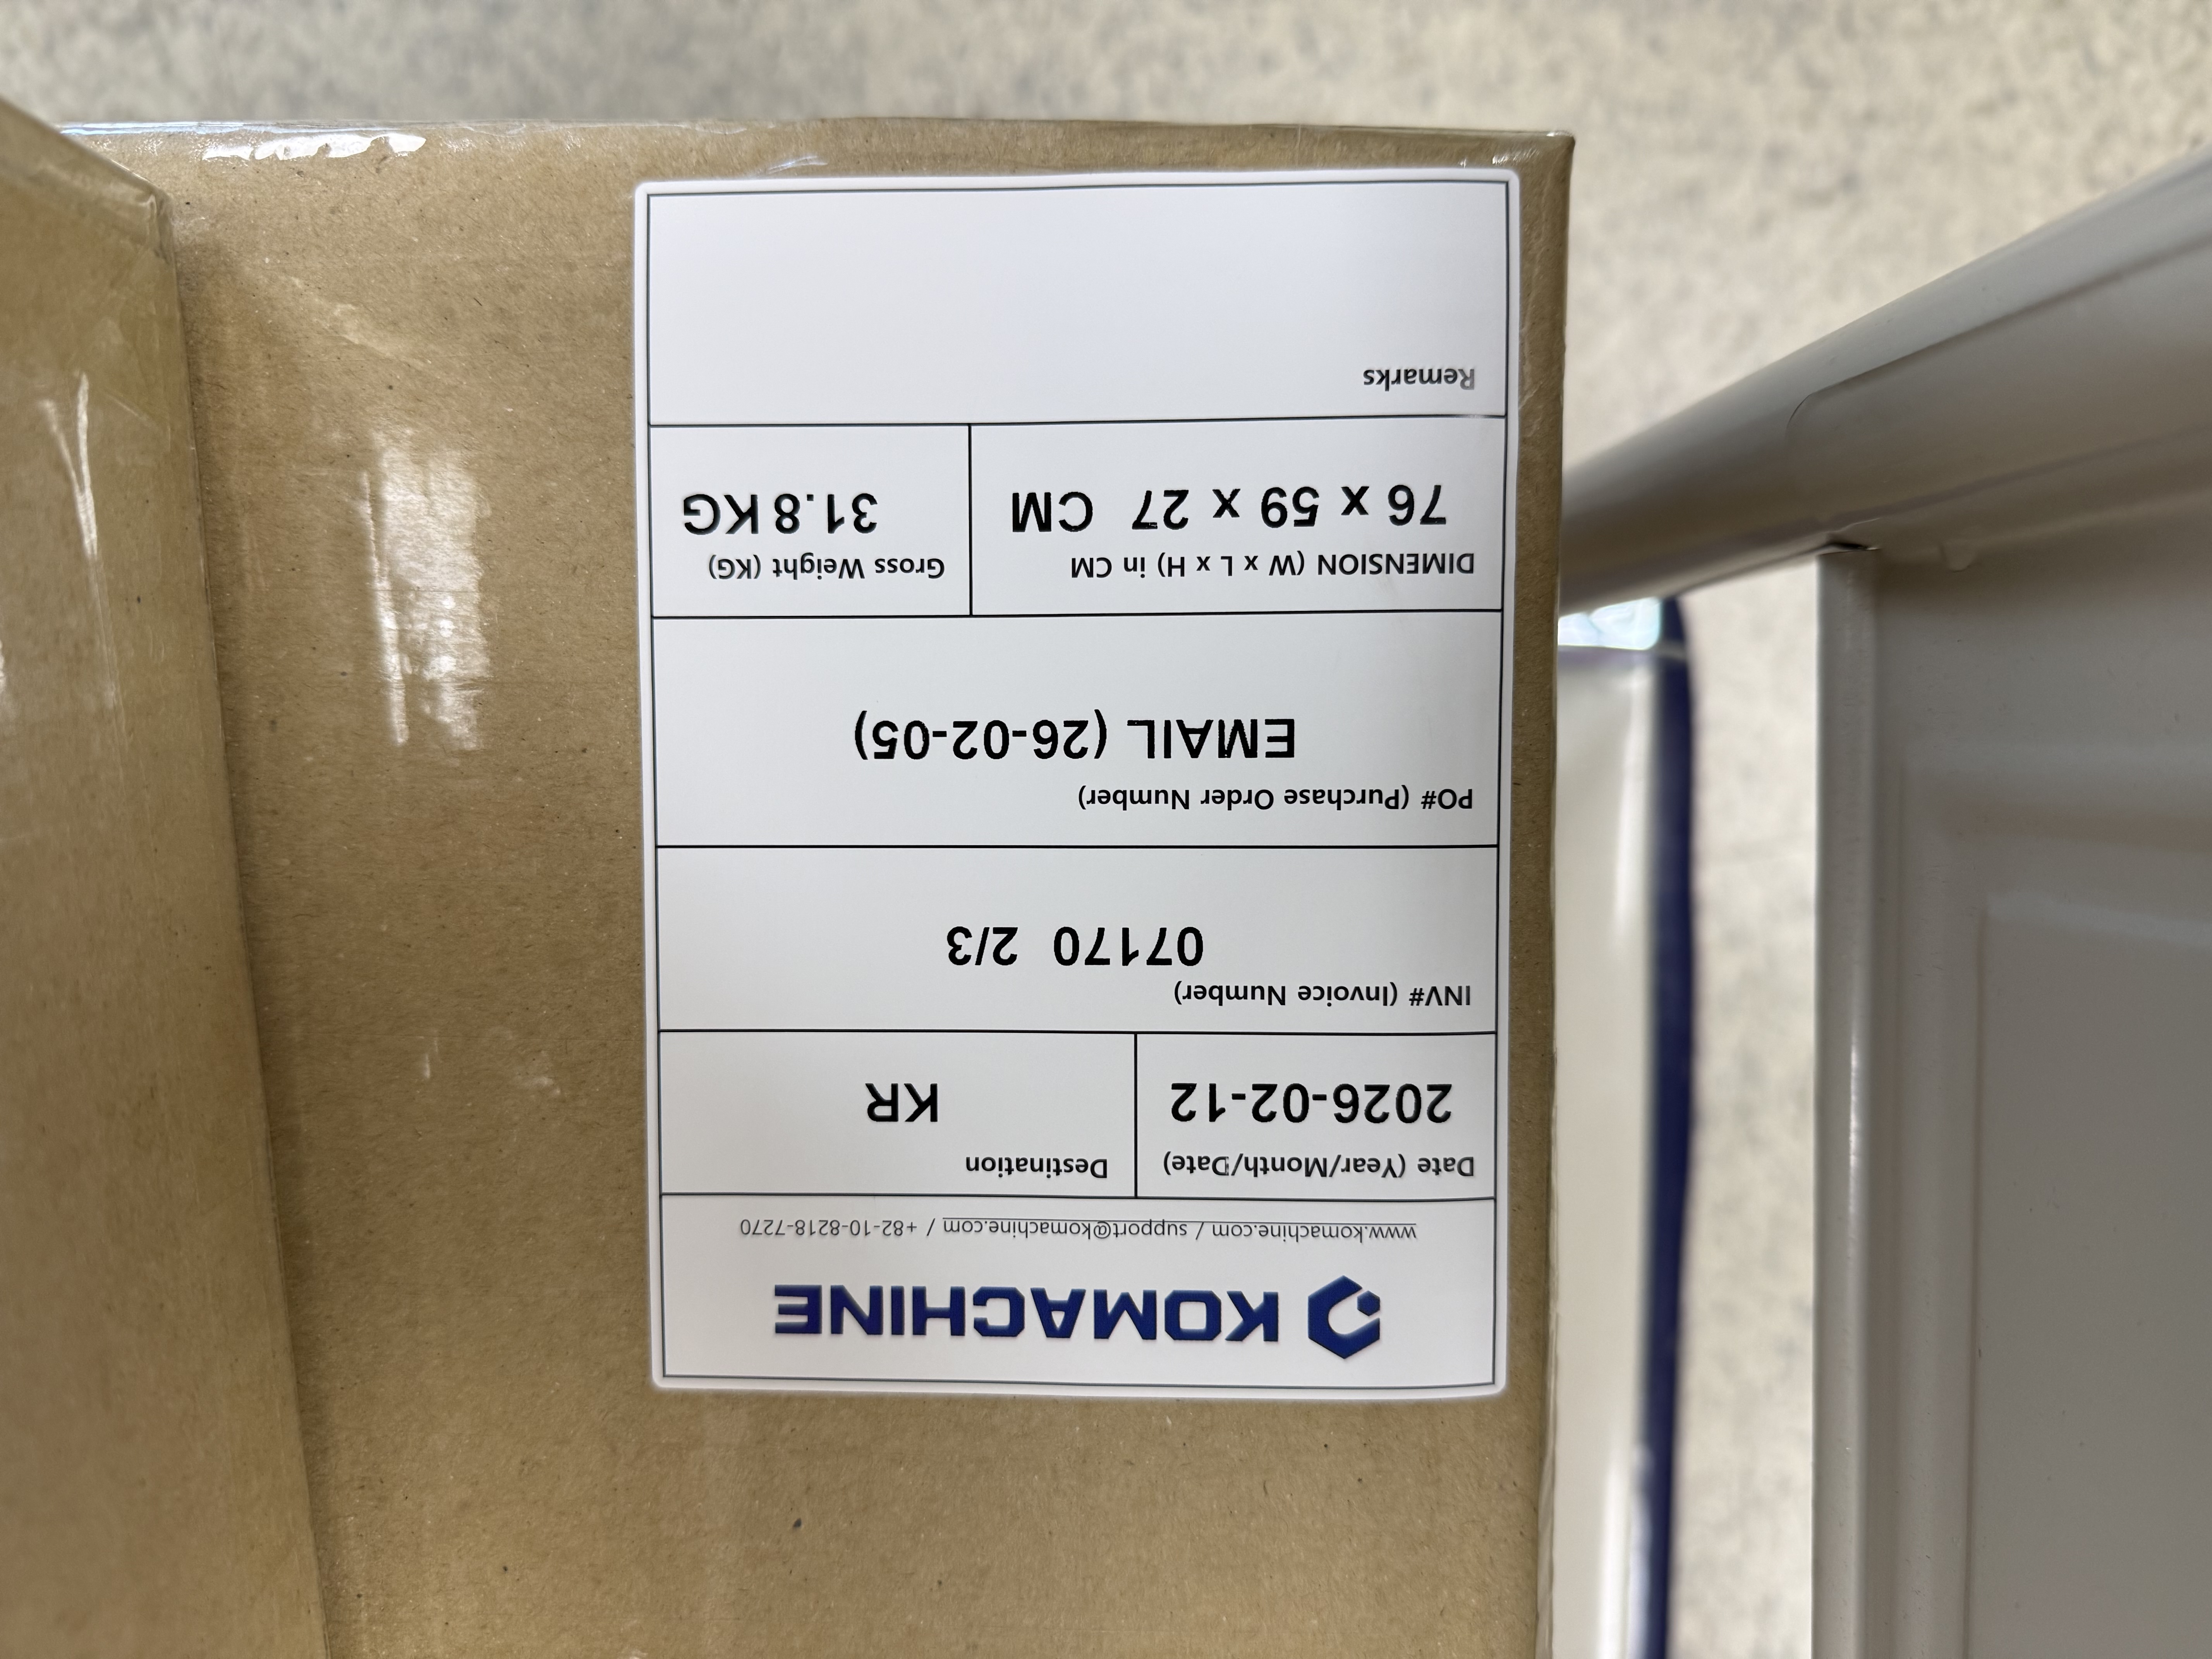 KOMACHINE
www.komachine.com / support@komachine.com / +82-10-8218-7270
Date (Year/Month/Date)
2026-02-12
Destination
KR
INV# (Invoice Number)
07170 2/3
PO# (Purchase Order Number)
EMAIL (26-02-05)
DIMENSION (W x L x H) in CM
76 x 59 x 27 CM
Gross Weight (KG)
31.8 KG
Remarks